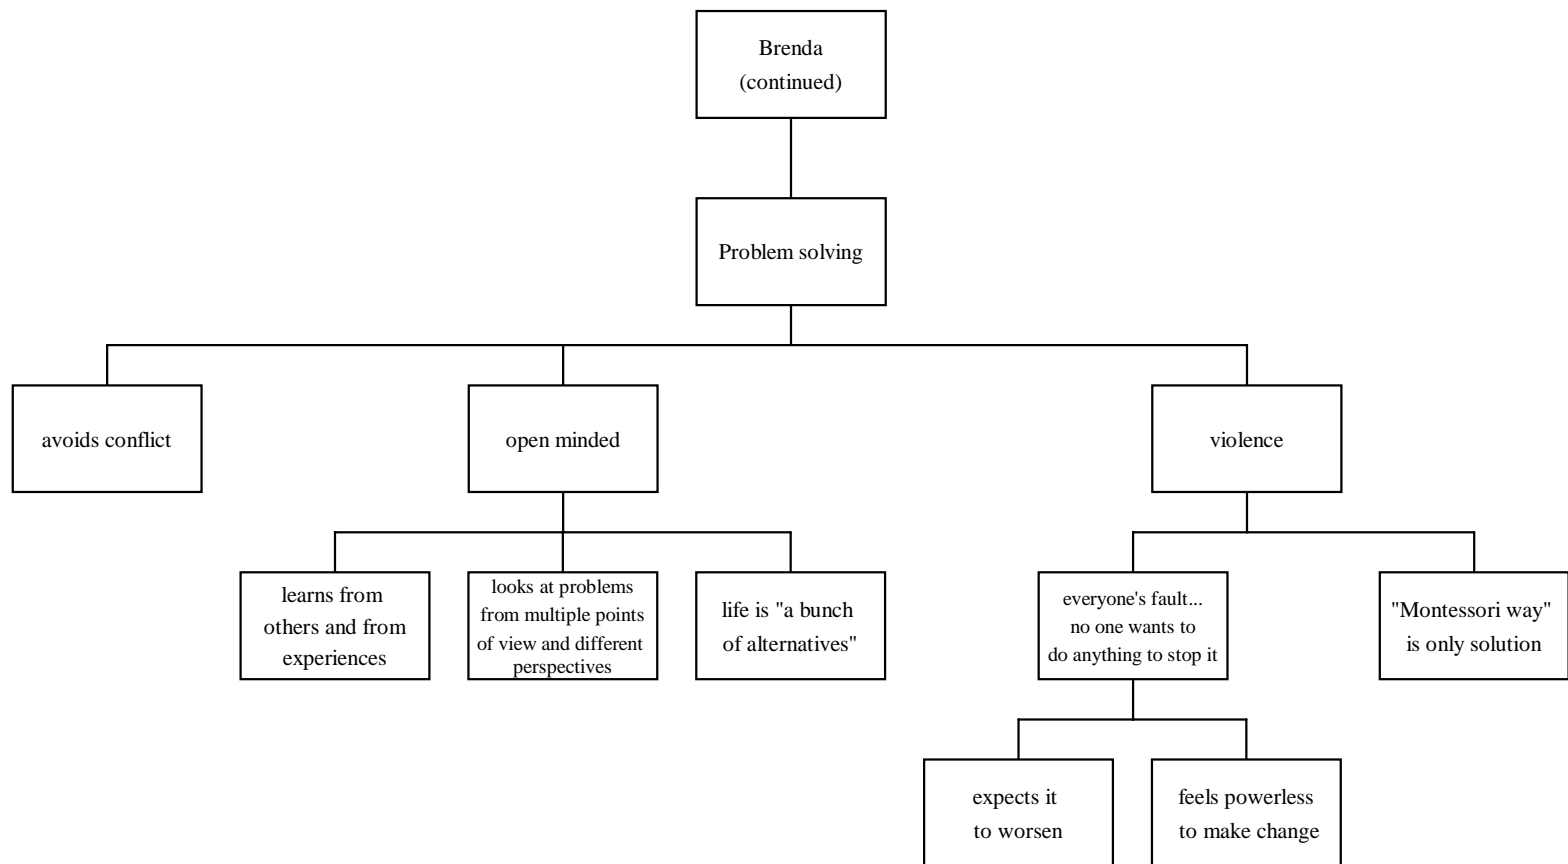 Brenda
(continued)
Problem solving
avoids conflict
open minded
violence
learns from
others and from
experiences
looks at problems
from multiple points
of view and different
perspectives
life is "a bunch
of alternatives"
everyone's fault...
no one wants to
do anything to stop it
"Montessori way"
is only solution
expects it
to worsen
feels powerless
to make change